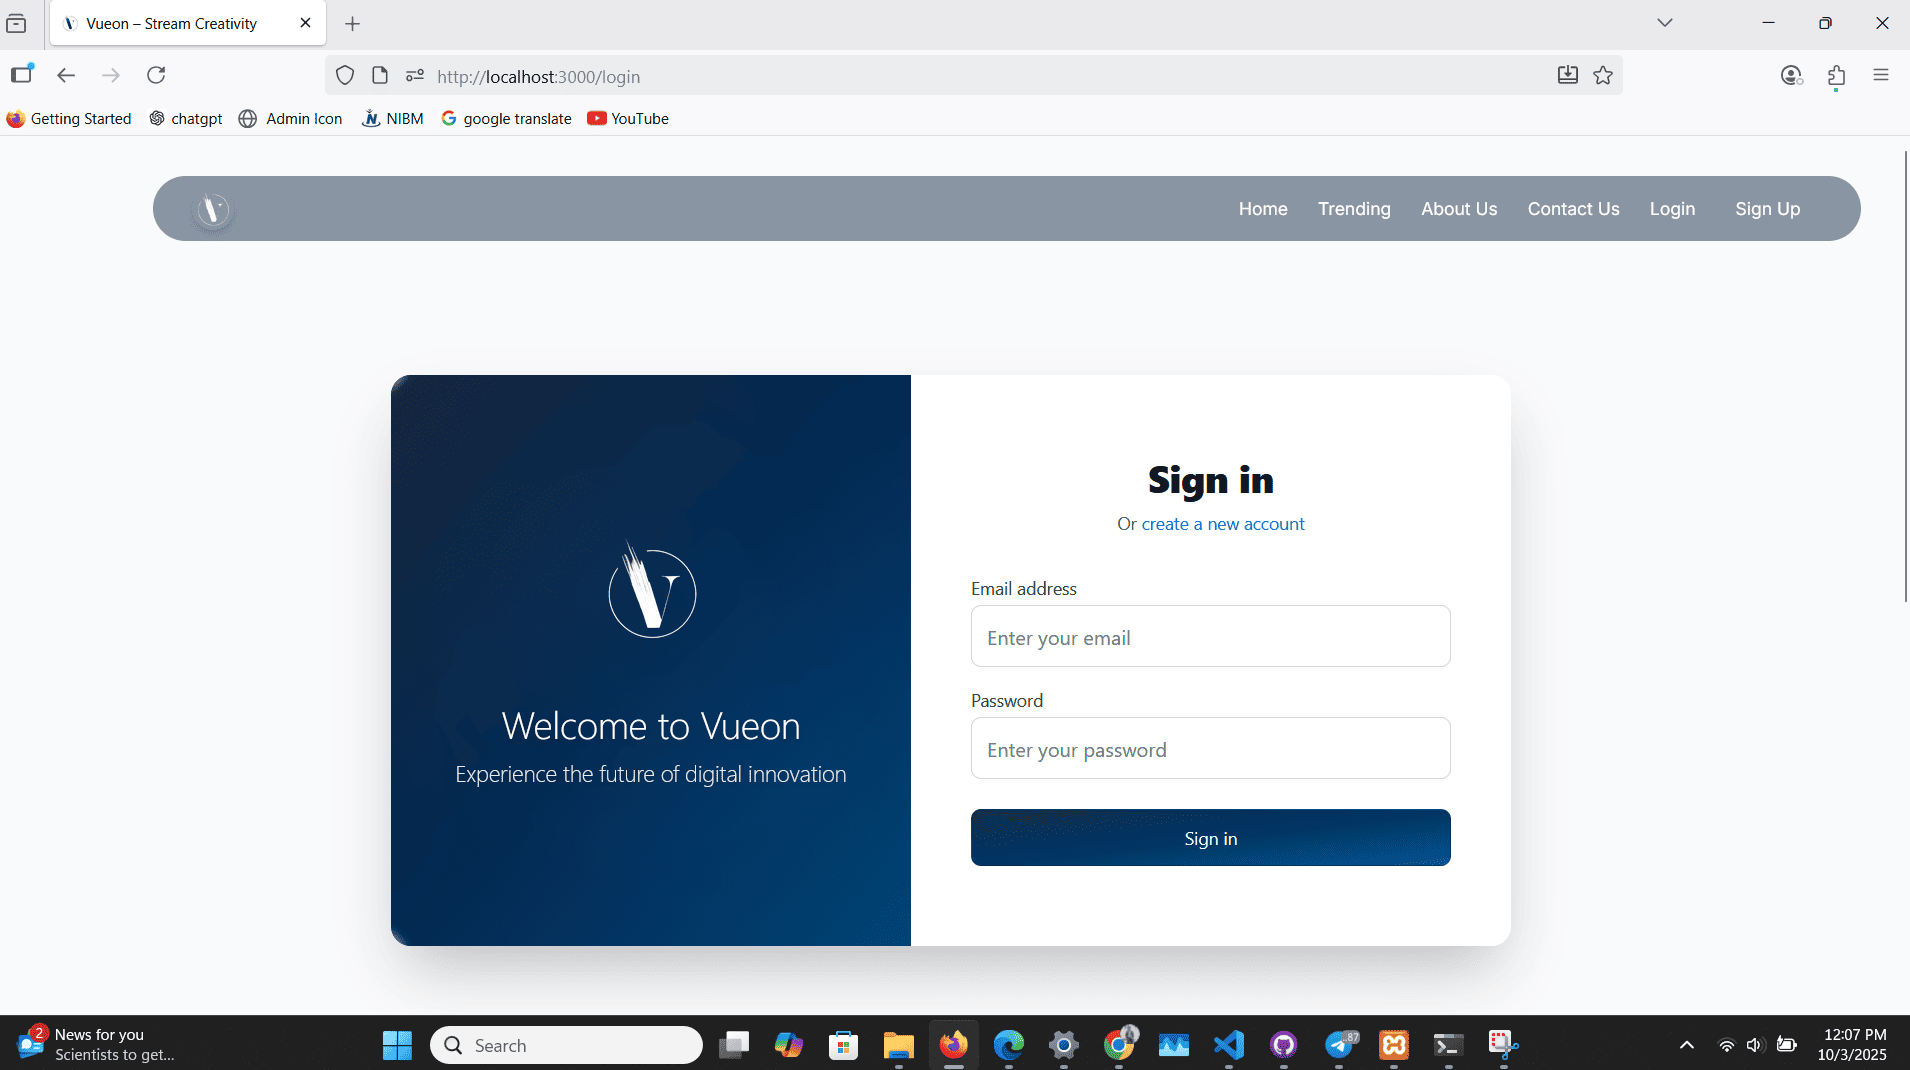 Vueon – Stream Creativity
http://localhost:3000/login
Getting Started
chatgpt
Admin Icon
NIBM
google translate
YouTube
Home
Trending
About Us
Contact Us
Login
Sign Up
Welcome to Vueon
Experience the future of digital innovation
Sign in
Or create a new account
Email address
Enter your email
Password
Enter your password
Sign in
2
News for you
Scientists to get...
Search
87
12:07 PM
10/3/2025